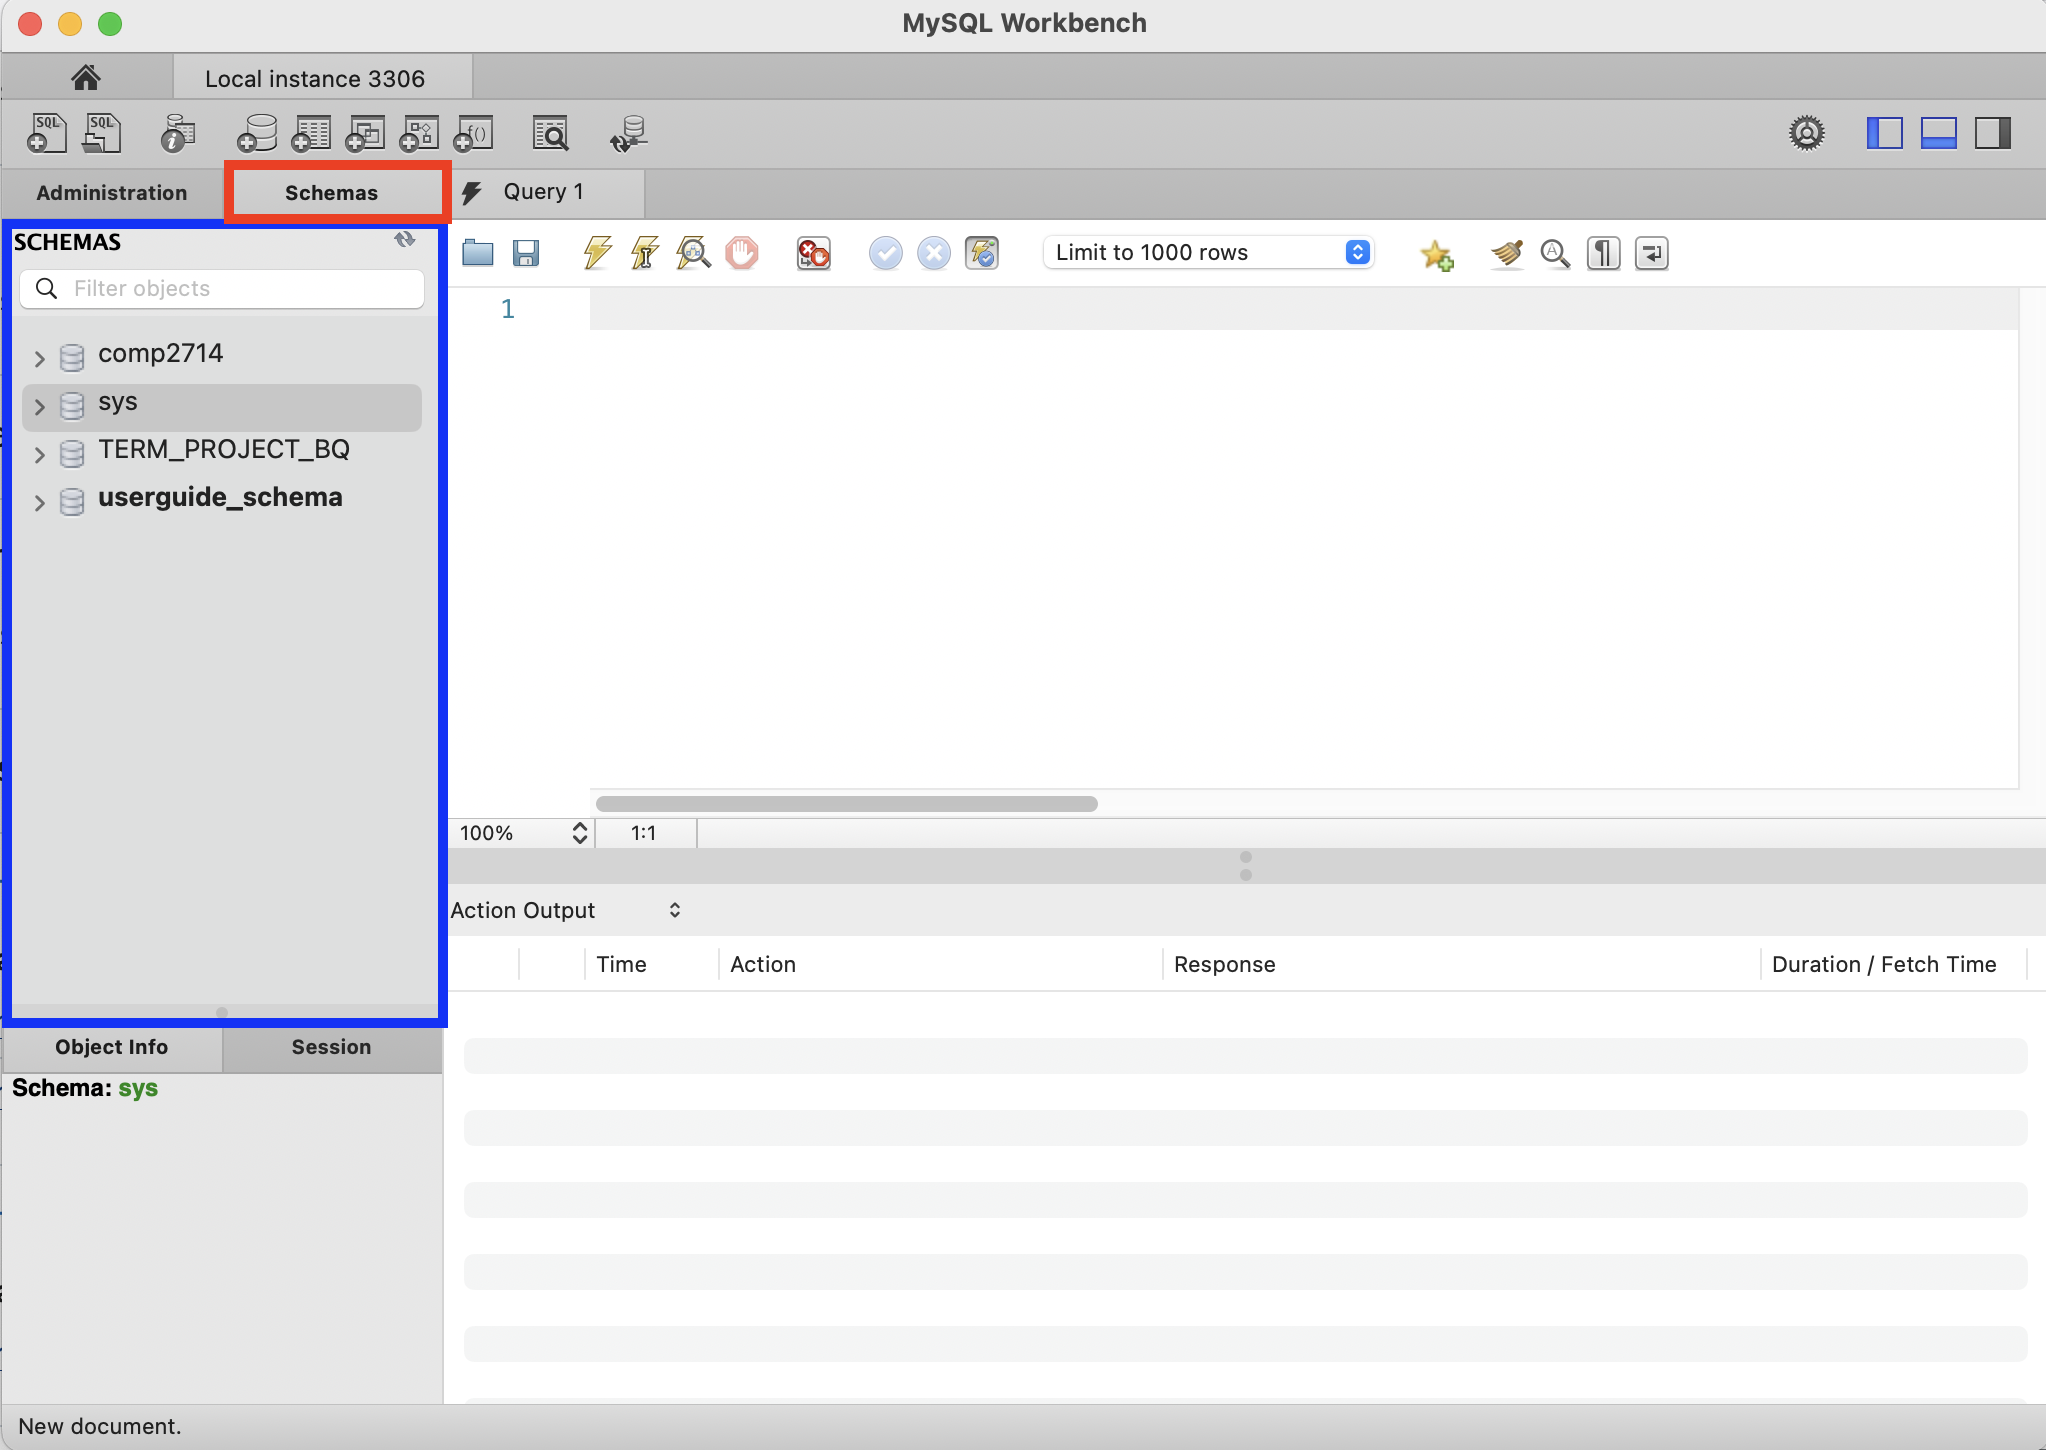 MySQL Workbench
Local instance 3306
SQL SQL i f()
Administration Schemas Query 1
SCHEMAS
Limit to 1000 rows
Filter objects
1
comp2714
sys
TERM_PROJECT_BQ
userguide_schema
100% 1:1
Action Output
Time Action Response Duration / Fetch Time
Object Info Session
Schema: sys
New document.